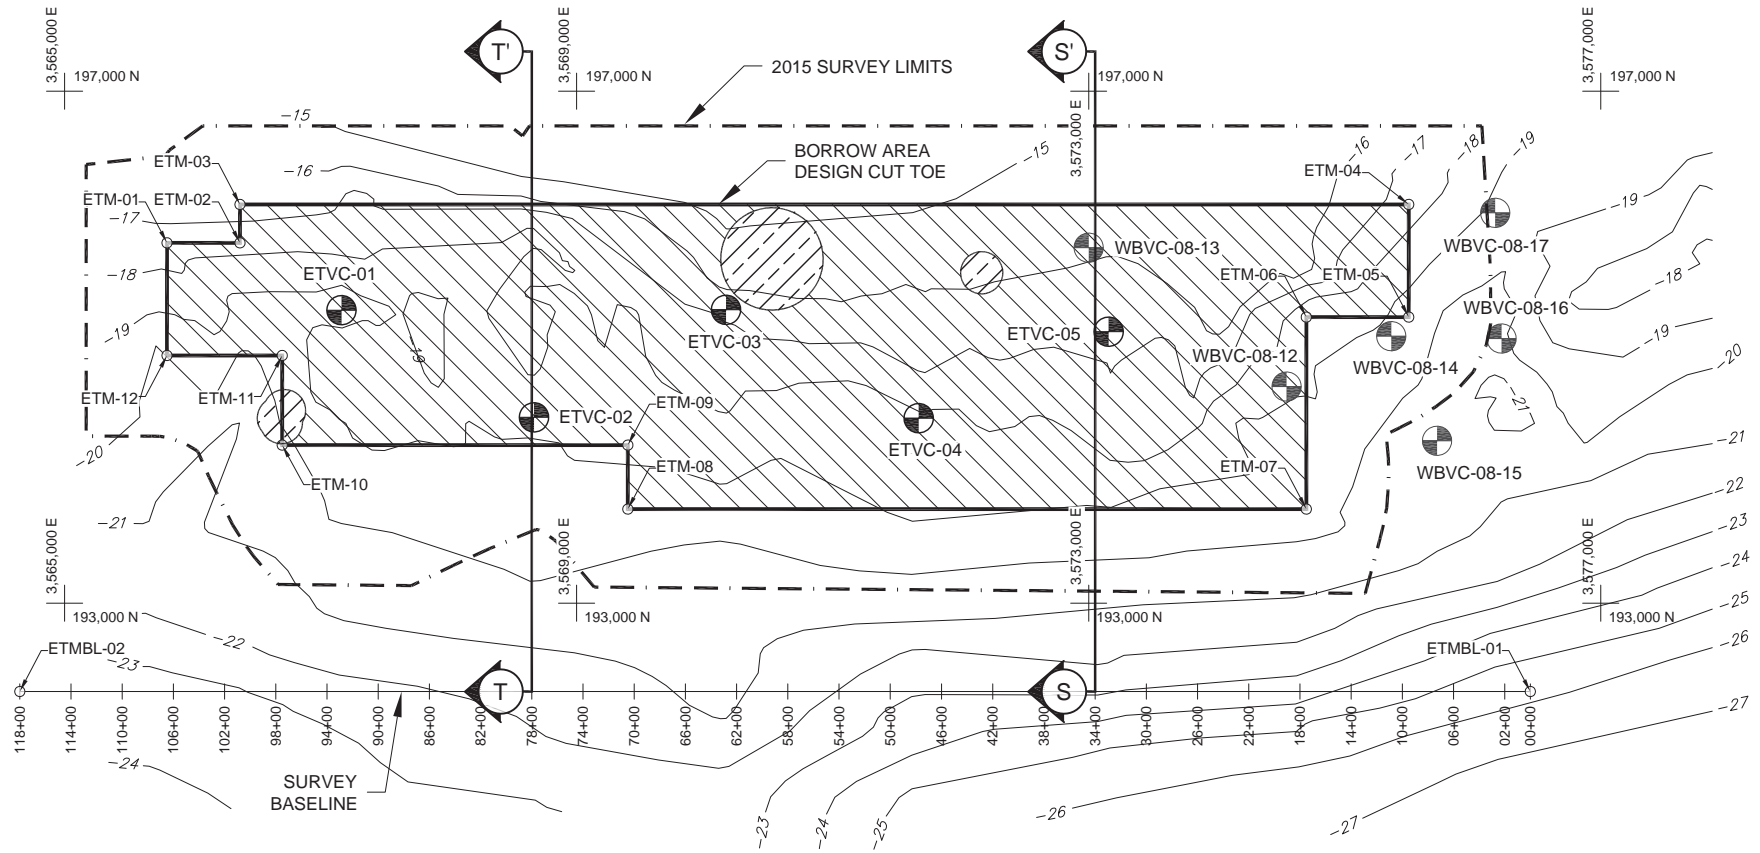 3,565,000 E
197,000 N
T'
3,569,000 E
197,000 N
2015 SURVEY LIMITS
S'
3,573,000 E
197,000 N
3,577,000 E
197,000 N
-15
-16
-17
-18
-19
-20
-21
-15
-16
-17
-18
-19
-19
-18
-19
-20
-21
-21
-22
-23
-24
-25
-26
-27
ETM-03
ETM-01
ETM-02
BORROW AREA
DESIGN CUT TOE
ETM-04
WBVC-08-17
WBVC-08-13
ETM-06
ETM-05
ETVC-01
WBVC-08-16
ETVC-03
ETVC-05
WBVC-08-12
WBVC-08-14
19
ETM-12
ETM-11
ETM-09
ETVC-02
ETVC-04
ETM-08
ETM-07
WBVC-08-15
ETM-10
3,565,000 E
193,000 N
3,569,000 E
193,000 N
3,573,000 E
193,000 N
3,577,000 E
193,000 N
-22
-23
-24
ETMBL-02
T
S
ETMBL-01
118+00
114+00
110+00
106+00
102+00
98+00
94+00
90+00
86+00
82+00
78+00
74+00
70+00
66+00
62+00
58+00
54+00
50+00
46+00
42+00
38+00
34+00
30+00
26+00
22+00
18+00
14+00
10+00
06+00
02+00
00+00
SURVEY
BASELINE
-23
-24
-25
-26
-27